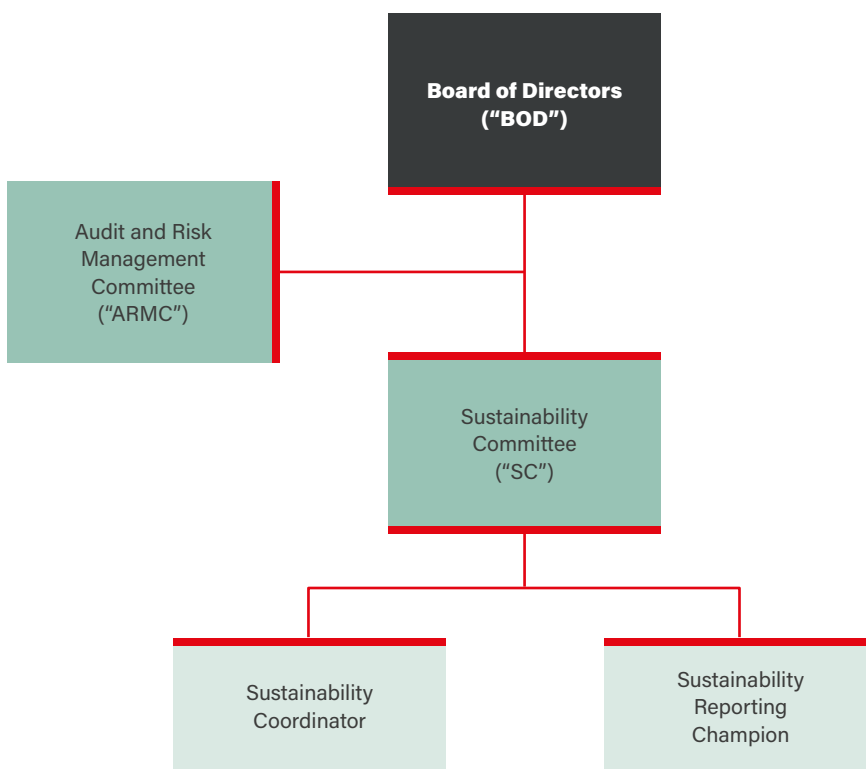 Board of Directors
(“BOD”)
Audit and Risk
Management
Committee
(“ARMC”)
Sustainability
Committee
(“SC”)
Sustainability
Coordinator
Sustainability
Reporting
Champion